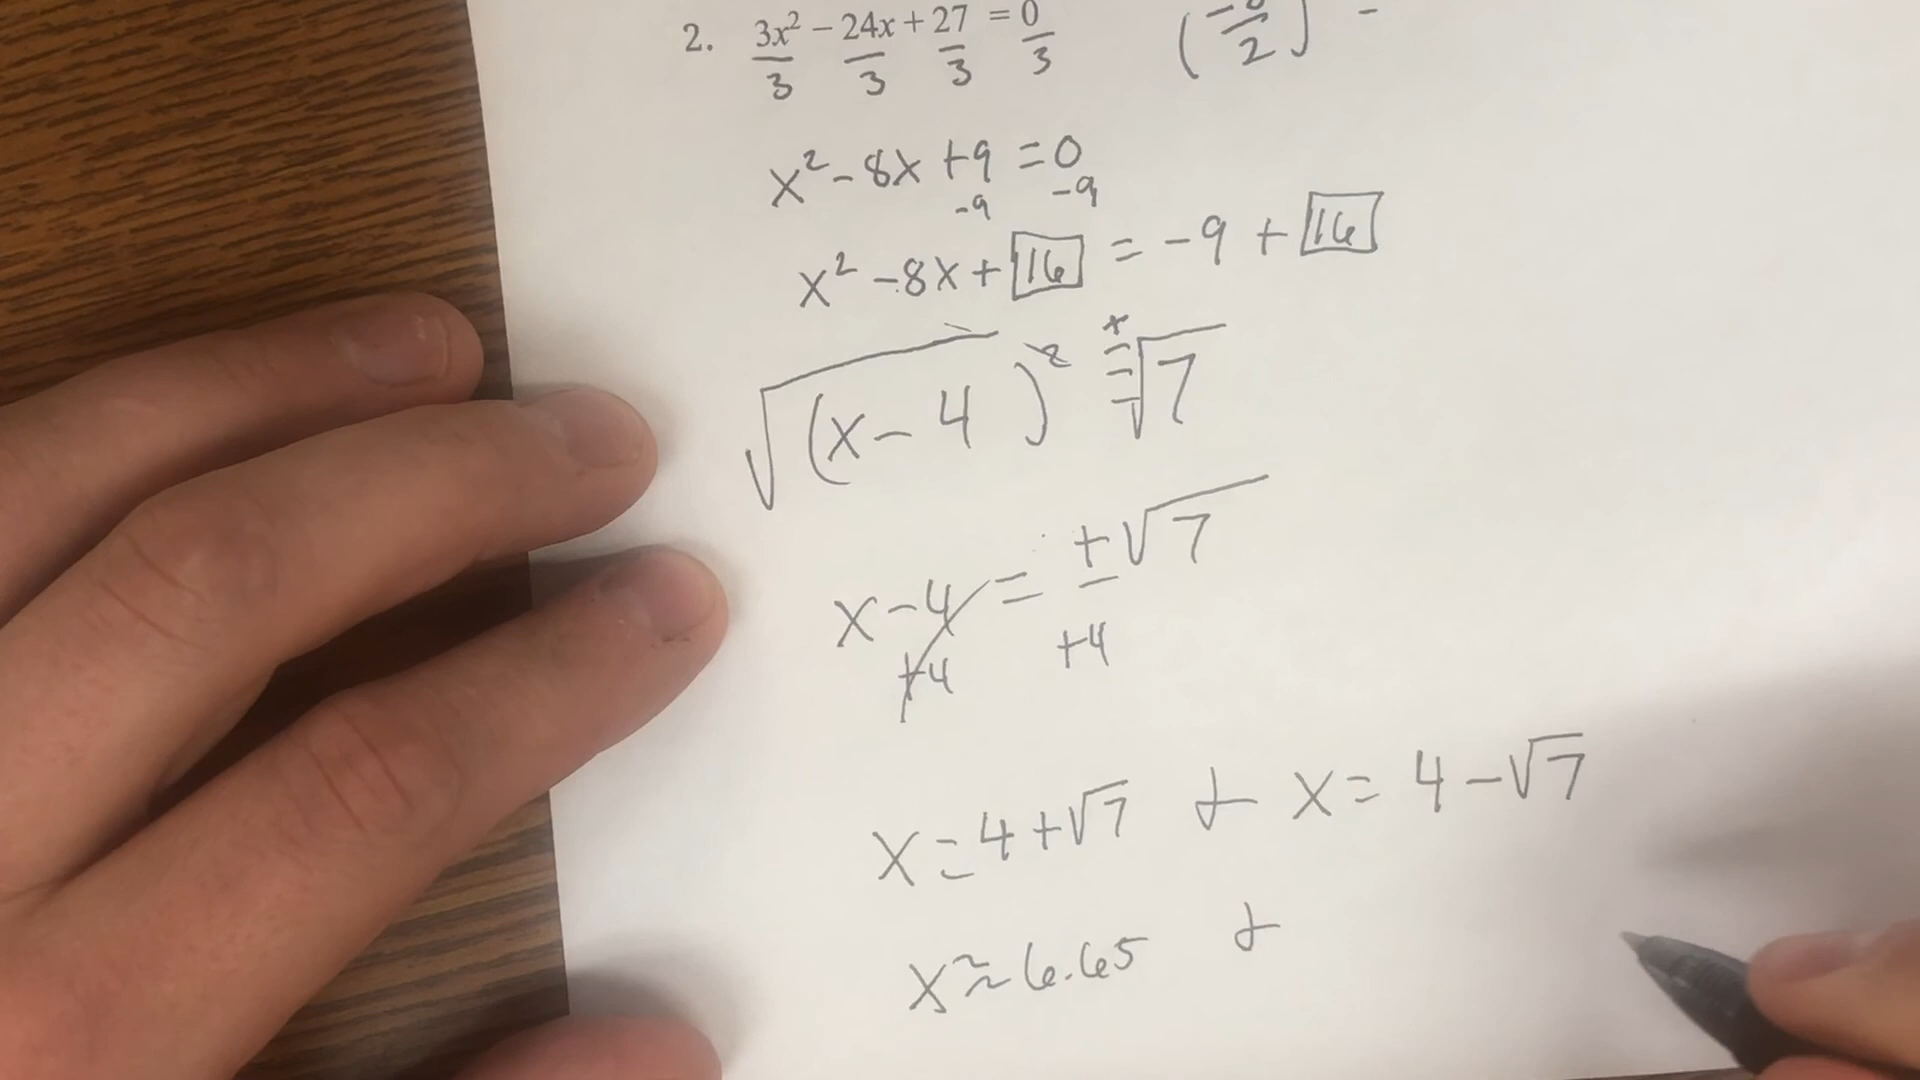 2. 3x² − 24x + 27 = 0
3 3 3 3
( 2 ) -
x² - 8x + 9 = 0
-9 -9
x² - 8x + 16 = -9 + 16
√(x - 4)² = ±√7
x - 4 = ±√7
+4 +4
x = 4 + √7 & x = 4 - √7
x ≈ 6.65 &